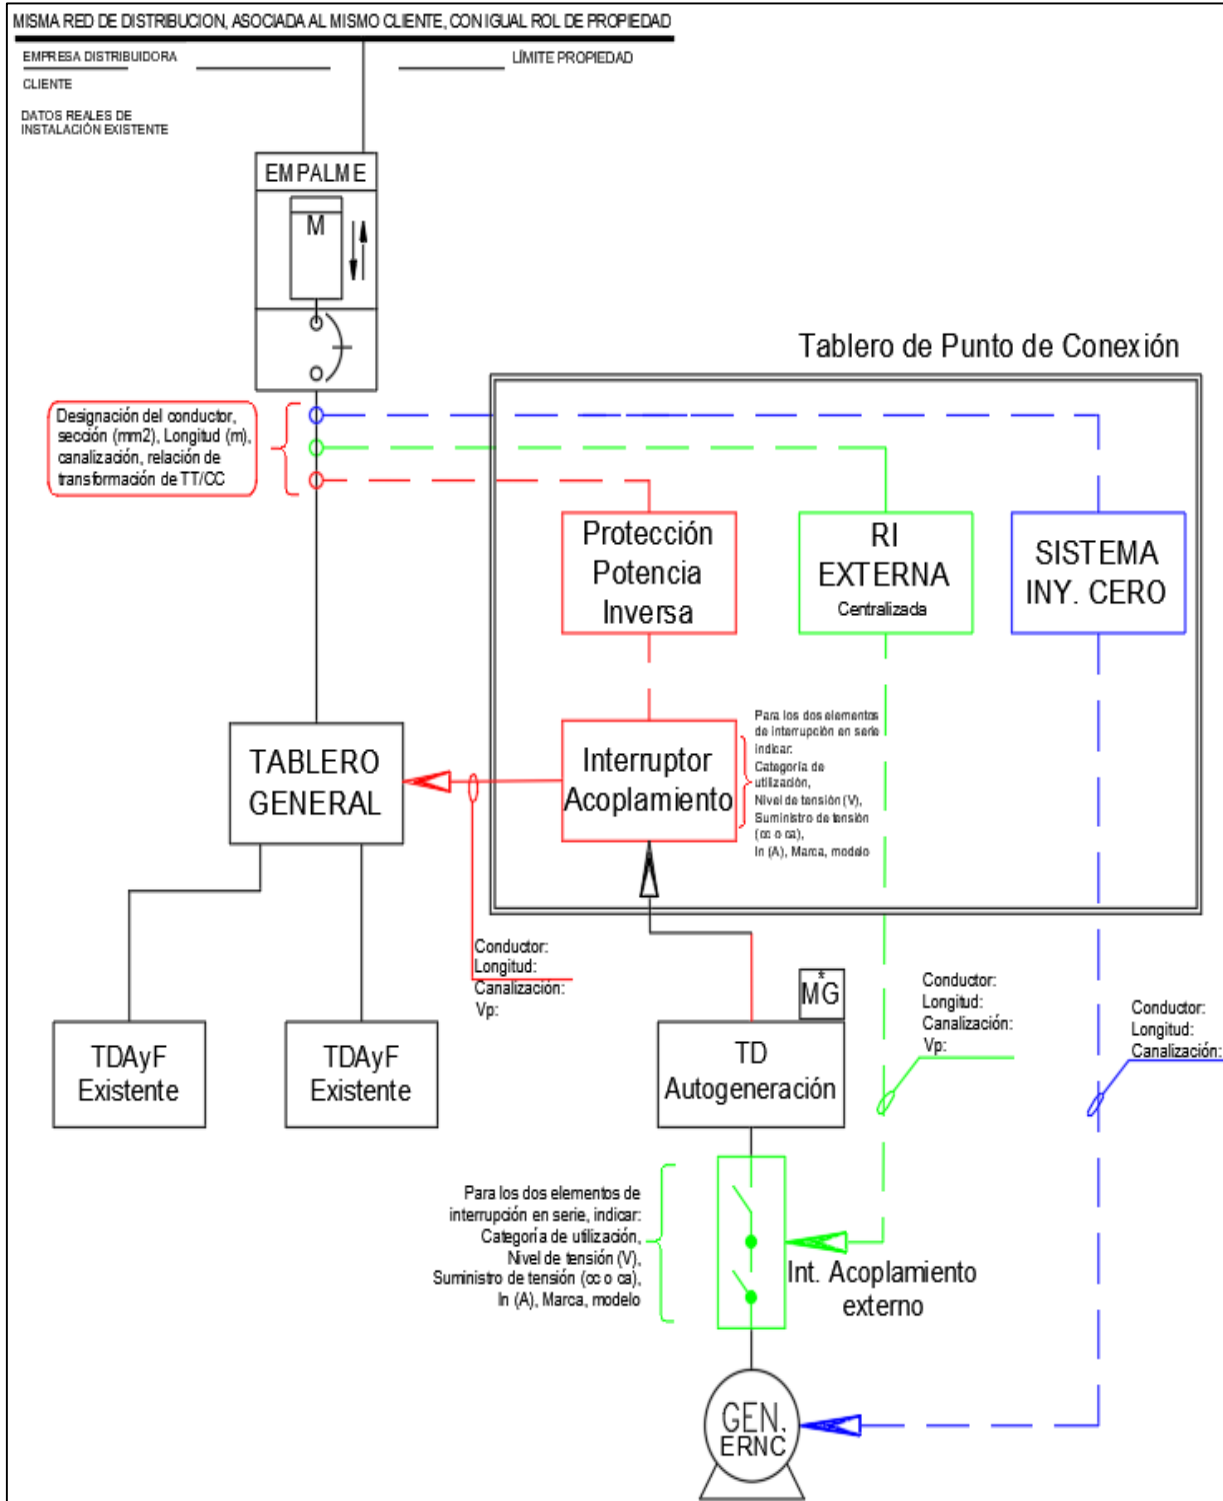 MISMA RED DE DISTRIBUCION, ASOCIADA AL MISMO CLIENTE, CON IGUAL ROL DE PROPIEDAD
EMPRESA DISTRIBUIDORA
LÍMITE PROPIEDAD
CLIENTE
DATOS REALES DE
INSTALACIÓN EXISTENTE
EMPALME
M
Tablero de Punto de Conexión
Designación del conductor,
sección (mm2), Longitud (m),
canalización, relación de
transformación de TT/CC
Protección
Potencia
Inversa
RI
EXTERNA
Centralizada
SISTEMA
INY. CERO
TABLERO
GENERAL
Interruptor
Acoplamiento
Para los dos elementos
de interrupción en serie
indicar:
Categoría de
utilización,
Nivel de tensión (V),
Suministro de tensión
(cc o ca),
In (A), Marca, modelo
Conductor:
Longitud:
Canalización:
Vp:
*
MG
Conductor:
Longitud:
Canalización:
Vp:
Conductor:
Longitud:
Canalización:
TDAyF
Existente
TDAyF
Existente
TD
Autogeneración
Para los dos elementos de
interrupción en serie, indicar:
Categoría de utilización,
Nivel de tensión (V),
Suministro de tensión (cc o ca),
In (A), Marca, modelo
Int. Acoplamiento
externo
GEN.
ERNC